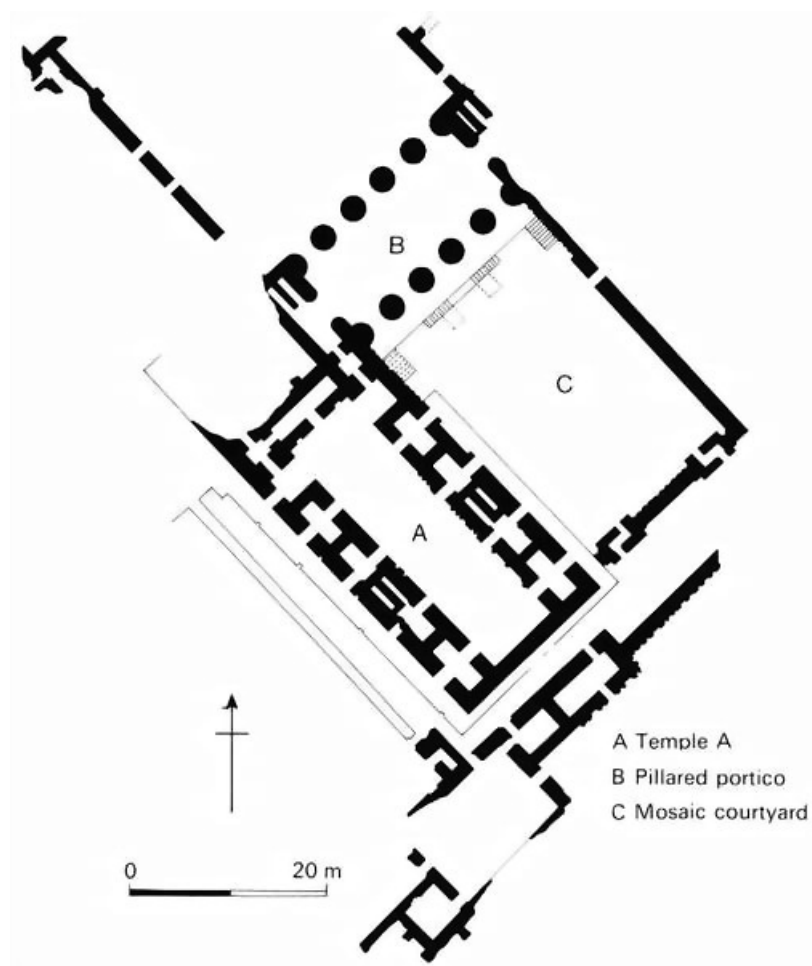 B
C
A
A Temple A
B Pillared portico
C Mosaic courtyard
0 20 m